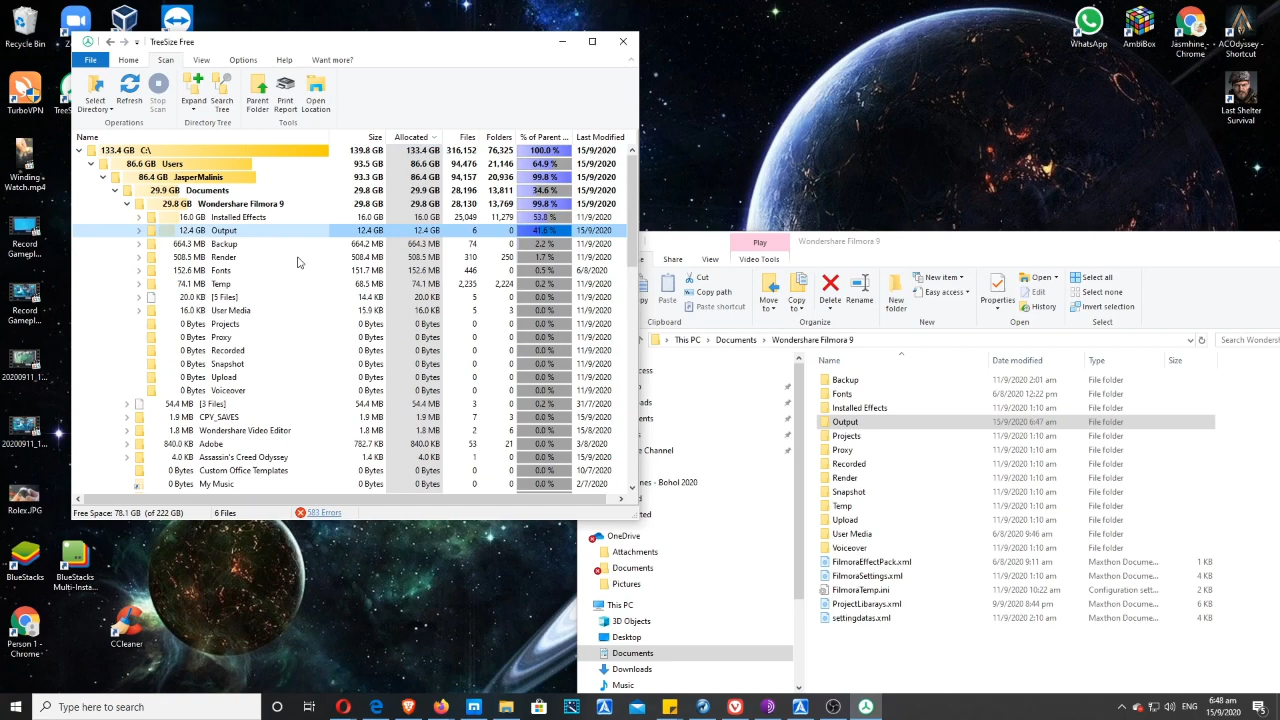 Recycle Bin
TurboVPN
TreeS
Winding -
Watch.mp4
Record
Gamepl...
Record
Gamepl...
20200911_1...
20200911_1...
Rolex.JPG
BlueStacks
BlueStacks
Multi-Insta...
Person 1 -
Chrome
CCleaner
WhatsApp
AmbiBox
Jashmine_-
Chrome
ACOdyssey -
Shortcut
Last Shelter
Survival
TreeSize Free
File Home Scan View Options Help Want more?
Select
Directory
Refresh
Stop
Scan
Expand
Search
Tree
Parent
Folder
Print
Report
Open
Location
Operations Directory Tree Tools
Name Size Allocated Files Folders % of Parent ... Last Modified
133.4 GB C:\ 139.8 GB 133.4 GB 316,152 76,325 100.0 % 15/9/2020
86.6 GB Users 93.5 GB 86.6 GB 94,476 21,146 64.9 % 15/9/2020
86.4 GB JasperMalinis 93.3 GB 86.4 GB 94,157 20,936 99.8 % 15/9/2020
29.9 GB Documents 29.8 GB 29.9 GB 28,196 13,811 34.6 % 15/9/2020
29.8 GB Wondershare Filmora 9 29.8 GB 29.8 GB 28,130 13,769 99.8 % 15/9/2020
16.0 GB Installed Effects 16.0 GB 16.0 GB 25,049 11,279 53.8 % 11/9/2020
12.4 GB Output 12.4 GB 12.4 GB 6 0 41.6 % 15/9/2020
664.3 MB Backup 664.2 MB 664.3 MB 74 0 2.2 % 11/9/2020
508.5 MB Render 508.4 MB 508.5 MB 310 250 1.7 % 11/9/2020
152.6 MB Fonts 151.7 MB 152.6 MB 446 0 0.5 % 6/8/2020
74.1 MB Temp 68.5 MB 74.1 MB 2,235 2,224 0.2 % 11/9/2020
20.0 KB [5 Files] 14.4 KB 20.0 KB 5 0 0.0 % 11/9/2020
16.0 KB User Media 15.9 KB 16.0 KB 5 3 0.0 % 11/9/2020
0 Bytes Projects 0 Bytes 0 Bytes 0 0 0.0 % 11/9/2020
0 Bytes Proxy 0 Bytes 0 Bytes 0 0 0.0 % 11/9/2020
0 Bytes Recorded 0 Bytes 0 Bytes 0 0 0.0 % 11/9/2020
0 Bytes Snapshot 0 Bytes 0 Bytes 0 0 0.0 % 11/9/2020
0 Bytes Upload 0 Bytes 0 Bytes 0 0 0.0 % 11/9/2020
0 Bytes Voiceover 0 Bytes 0 Bytes 0 0 0.0 % 11/9/2020
54.4 MB [3 Files] 54.4 MB 54.4 MB 3 0 0.2 % 31/7/2020
1.9 MB CPY_SAVES 1.9 MB 1.9 MB 7 3 0.0 % 15/9/2020
1.8 MB Wondershare Video Editor 1.8 MB 1.8 MB 2 6 0.0 % 15/8/2020
840.0 KB Adobe 782.7 KB 840.0 KB 53 21 0.0 % 3/8/2020
4.0 KB Assassin's Creed Odyssey 1.4 KB 4.0 KB 1 0 0.0 % 15/9/2020
0 Bytes Custom Office Templates 0 Bytes 0 Bytes 0 0 0.0 % 10/7/2020
0 Bytes My Music 0 Bytes 0 Bytes 0 0 0.0 % 2/7/2020
Free Space: 78.1 GB (of 222 GB) 6 Files 583 Errors
Play Wondershare Filmora 9
Share View Video Tools
Paste
Cut
Copy path
Paste shortcut
Move
to
Copy
to
Delete
Rename
New
folder
New item
Easy access
Properties
Open
Edit
History
Select all
Select none
Invert selection
Clipboard Organize New Open Select
This PC Documents Wondershare Filmora 9 Search Wondersh
Name Date modified Type Size
Backup 11/9/2020 2:01 am File folder
Fonts 6/8/2020 12:22 pm File folder
Installed Effects 11/9/2020 1:10 am File folder
Output 15/9/2020 6:47 am File folder
Projects 11/9/2020 1:10 am File folder
Proxy 11/9/2020 1:10 am File folder
Recorded 11/9/2020 1:10 am File folder
Render 11/9/2020 1:10 am File folder
Snapshot 11/9/2020 1:10 am File folder
Temp 11/9/2020 1:10 am File folder
Upload 11/9/2020 1:10 am File folder
User Media 6/8/2020 9:46 am File folder
Voiceover 11/9/2020 1:10 am File folder
FilmoraEffectPack.xml 6/8/2020 9:11 am Maxthon Docume... 1 KB
FilmoraSettings.xml 11/9/2020 1:10 am Maxthon Docume... 4 KB
FilmoraTemp.ini 11/9/2020 10:22 am Configuration sett... 2 KB
ProjectLibarays.xml 9/9/2020 8:44 pm Maxthon Docume... 6 KB
settingdatas.xml 11/9/2020 2:10 am Maxthon Docume... 4 KB
cess
ads
ents
e Channel
nes - Bohol 2020
d
rted
OneDrive
Attachments
Documents
Pictures
This PC
3D Objects
Desktop
Documents
Downloads
Music
Type here to search
ENG
6:48 am
15/9/2020